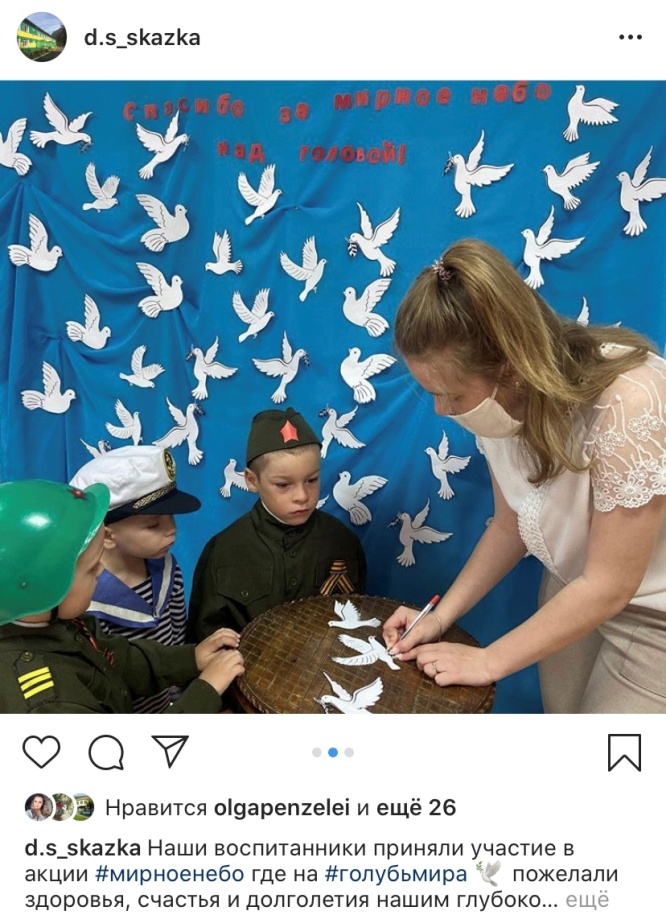 d.s_skazka
Спасибо за мирное небо
над головой!
Нравится olgapenzelei и ещё 26
d.s_skazka Наши воспитанники приняли участие в
акции #мирноенебо где на #голубьмира 🕊 пожелали
здоровья, счастья и долголетия нашим глубоко... ещё